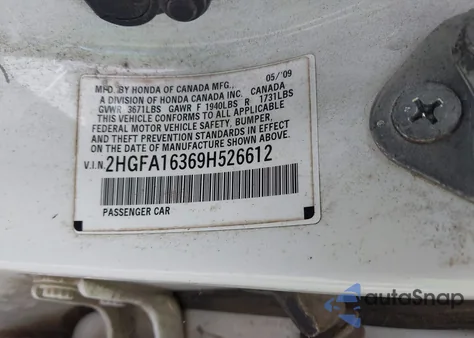 MFD. BY HONDA OF CANADA MFG., 05/'09
A DIVISION OF HONDA CANADA INC. CANADA
GVWR 3671LBS GAWR F 1940LBS R 1731LBS
THIS VEHICLE CONFORMS TO ALL APPLICABLE
FEDERAL MOTOR VEHICLE SAFETY, BUMPER,
AND THEFT PREVENTION STANDARDS IN EFFECT
ON THE DATE OF MANUFACTURE SHOWN ABOVE.
V.I.N. 2HGFA16369H526612
PASSENGER CAR
autoSnap